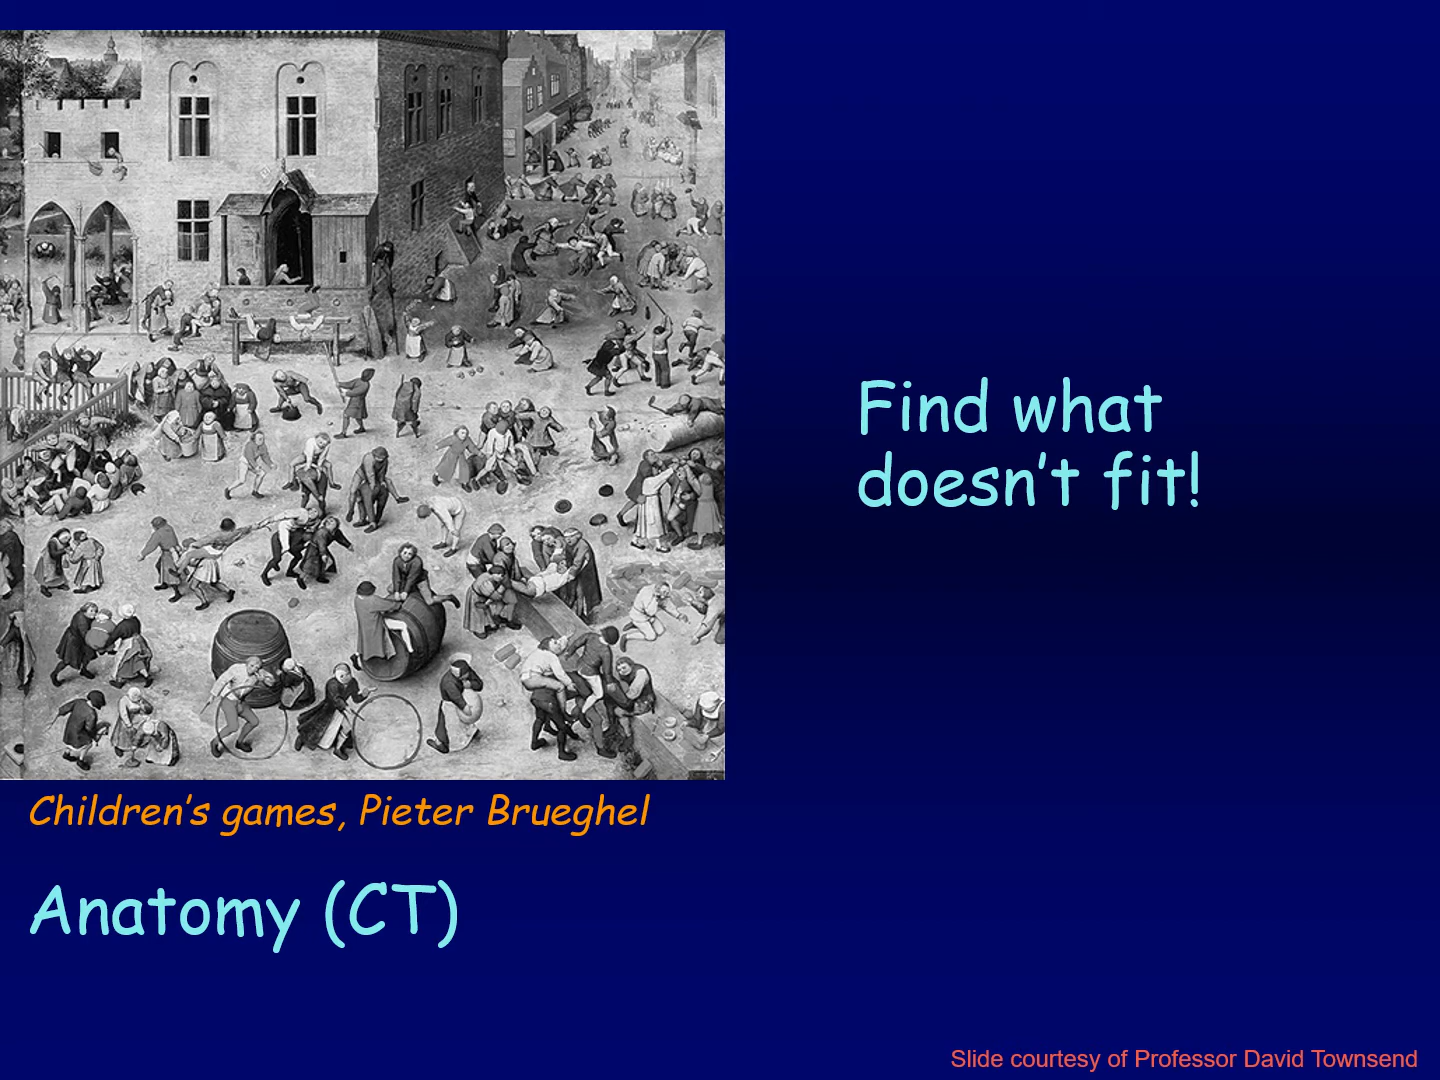 Find what
doesn't fit!
Children's games, Pieter Brueghel
Anatomy (CT)
Slide courtesy of Professor David Townsend